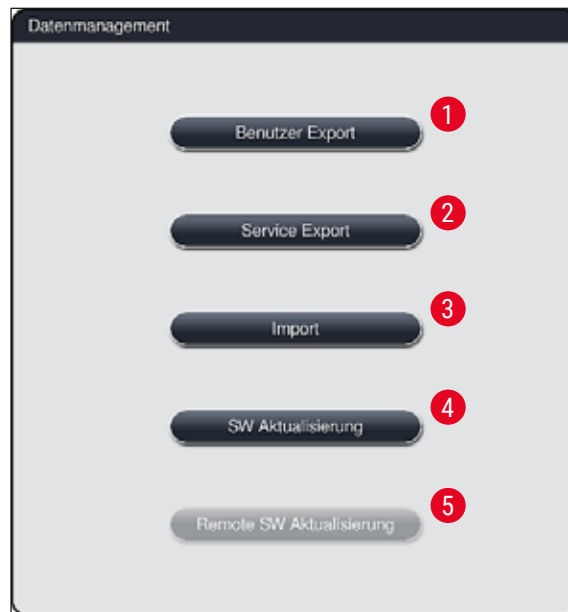 Datenmanagement
1
Benutzer Export
2
Service Export
3
Import
4
SW Aktualisierung
5
Remote SW Aktualisierung